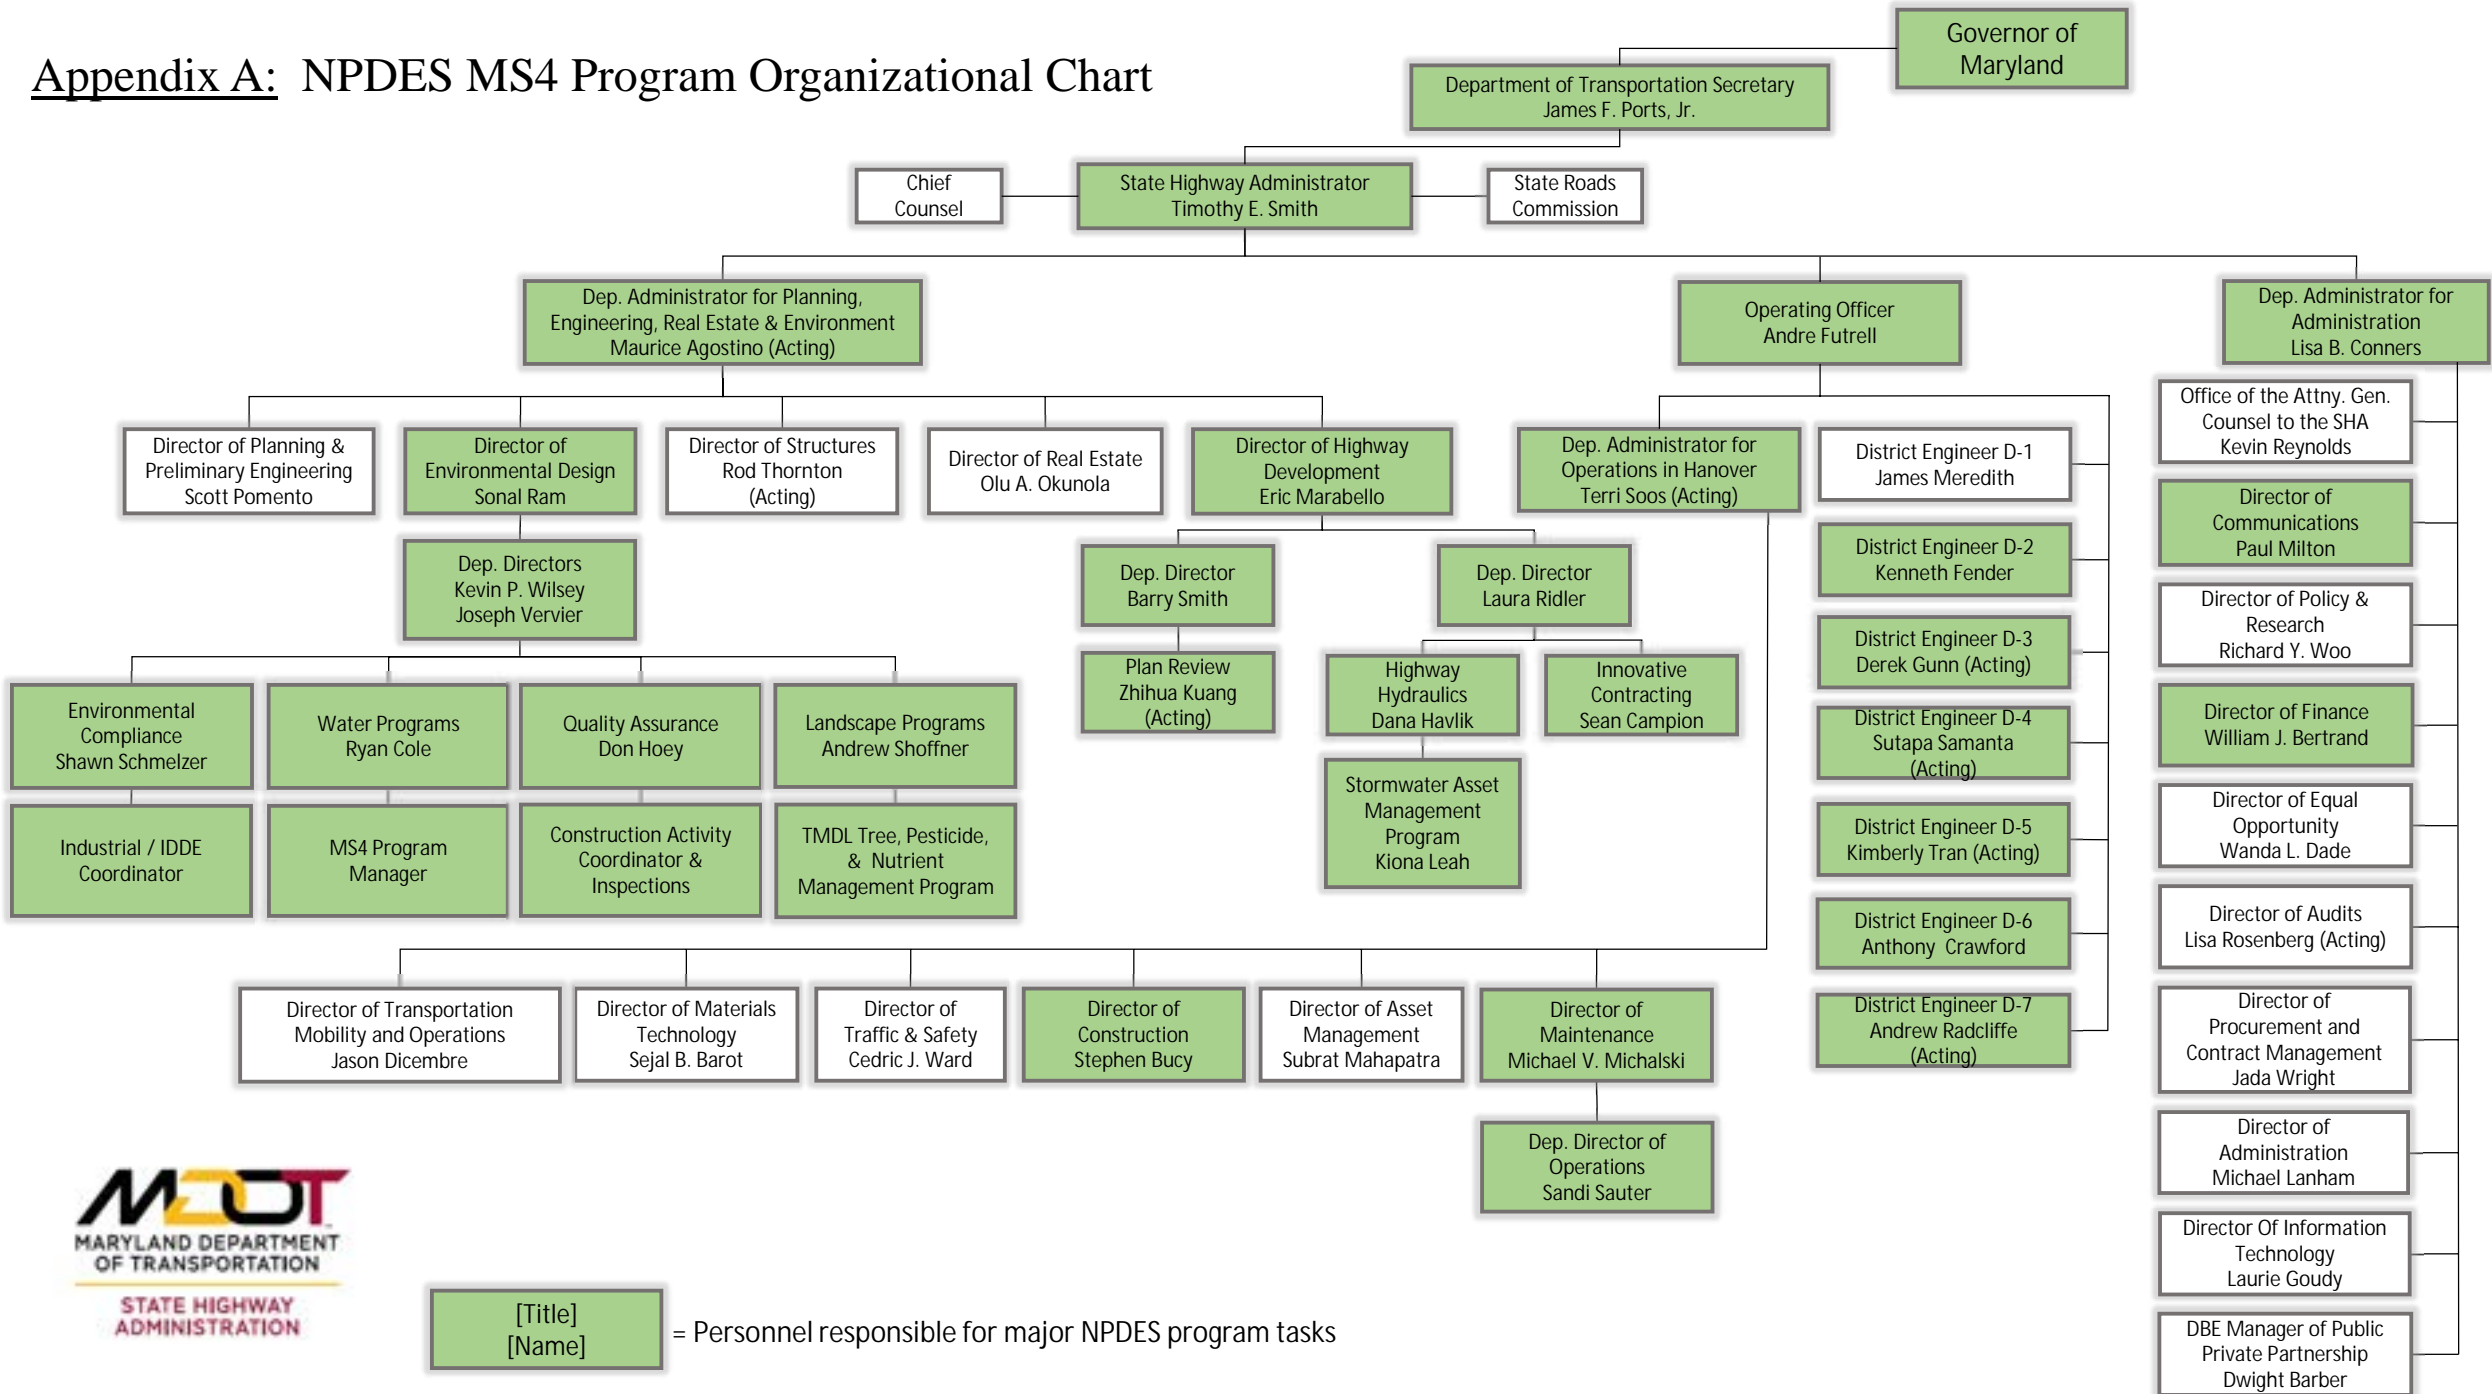 Appendix A: NPDES MS4 Program Organizational Chart
Governor of
Maryland
Department of Transportation Secretary
James F. Ports, Jr.
Chief
Counsel
State Highway Administrator
Timothy E. Smith
State Roads
Commission
Dep. Administrator for Planning,
Engineering, Real Estate & Environment
Maurice Agostino (Acting)
Operating Officer
Andre Futrell
Dep. Administrator for
Administration
Lisa B. Conners
Director of Planning &
Preliminary Engineering
Scott Pomento
Director of
Environmental Design
Sonal Ram
Director of Structures
Rod Thornton
(Acting)
Director of Real Estate
Olu A. Okunola
Director of Highway
Development
Eric Marabello
Dep. Administrator for
Operations in Hanover
Terri Soos (Acting)
Dep. Directors
Kevin P. Wilsey
Joseph Vervier
Dep. Director
Barry Smith
Dep. Director
Laura Ridler
Plan Review
Zhihua Kuang
(Acting)
Highway
Hydraulics
Dana Havlik
Innovative
Contracting
Sean Campion
Stormwater Asset
Management
Program
Kiona Leah
Environmental
Compliance
Shawn Schmelzer
Water Programs
Ryan Cole
Quality Assurance
Don Hoey
Landscape Programs
Andrew Shoffner
Industrial / IDDE
Coordinator
MS4 Program
Manager
Construction Activity
Coordinator &
Inspections
TMDL Tree, Pesticide,
& Nutrient
Management Program
District Engineer D-1
James Meredith
District Engineer D-2
Kenneth Fender
District Engineer D-3
Derek Gunn (Acting)
District Engineer D-4
Sutapa Samanta
(Acting)
District Engineer D-5
Kimberly Tran (Acting)
District Engineer D-6
Anthony Crawford
District Engineer D-7
Andrew Radcliffe
(Acting)
Office of the Attny. Gen.
Counsel to the SHA
Kevin Reynolds
Director of
Communications
Paul Milton
Director of Policy &
Research
Richard Y. Woo
Director of Finance
William J. Bertrand
Director of Equal
Opportunity
Wanda L. Dade
Director of Audits
Lisa Rosenberg (Acting)
Director of
Procurement and
Contract Management
Jada Wright
Director of
Administration
Michael Lanham
Director Of Information
Technology
Laurie Goudy
DBE Manager of Public
Private Partnership
Dwight Barber
Director of Transportation
Mobility and Operations
Jason Dicembre
Director of Materials
Technology
Sejal B. Barot
Director of
Traffic & Safety
Cedric J. Ward
Director of
Construction
Stephen Bucy
Director of Asset
Management
Subrat Mahapatra
Director of
Maintenance
Michael V. Michalski
Dep. Director of
Operations
Sandi Sauter
MDOT
MARYLAND DEPARTMENT
OF TRANSPORTATION
STATE HIGHWAY
ADMINISTRATION
[Title]
[Name]
= Personnel responsible for major NPDES program tasks